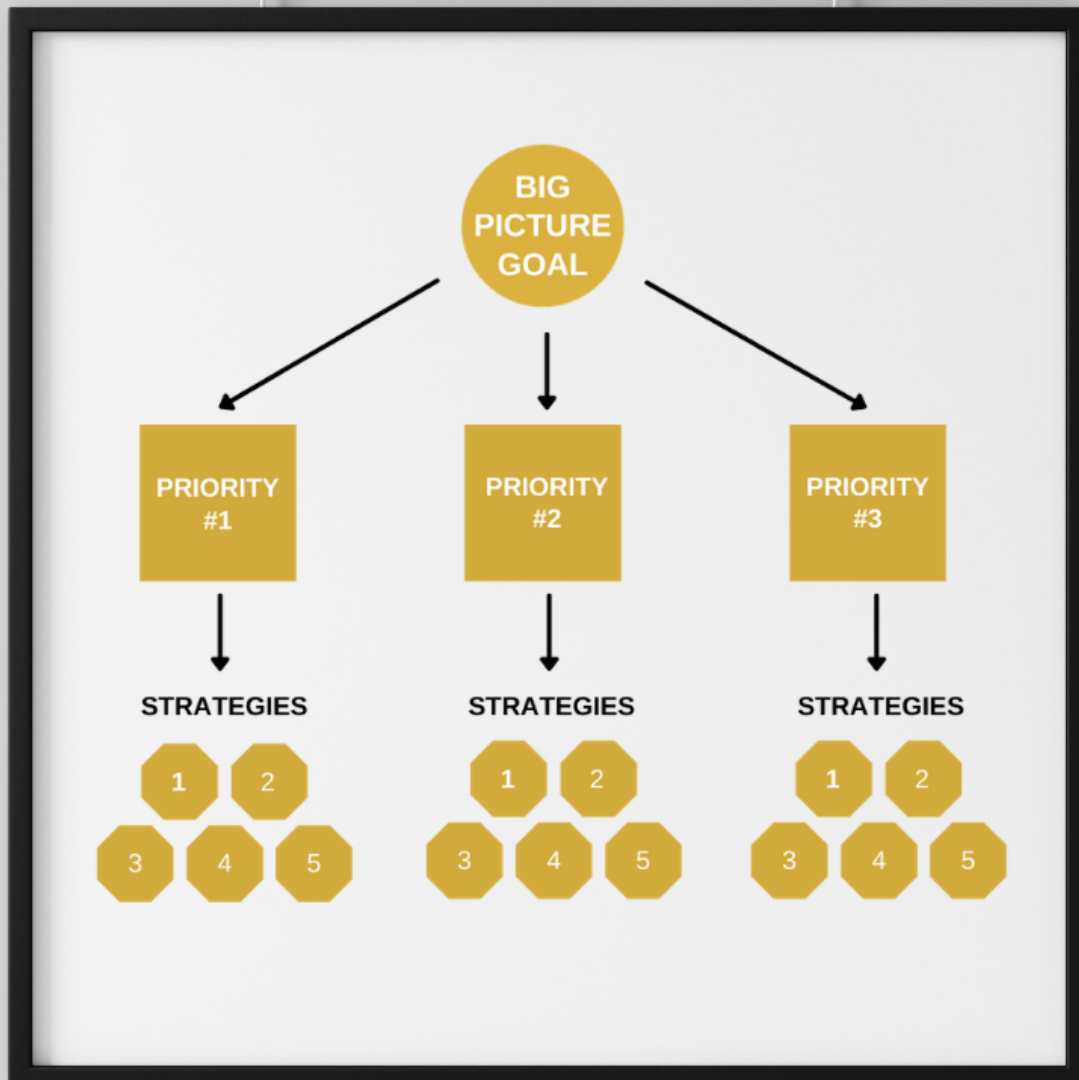 BIG
PICTURE
GOAL
PRIORITY
#1
PRIORITY
#2
PRIORITY
#3
STRATEGIES
STRATEGIES
STRATEGIES
1 2
3 4 5
1 2
3 4 5
1 2
3 4 5